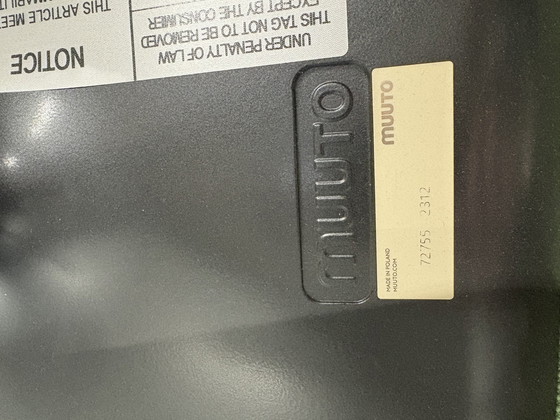 NOTICE
THIS ARTICLE MEE
UNDER PENALTY OF LAW
THIS TAG NOT TO BE REMOVED
EXCEPT BY THE CONSUMER
muuto
muuto
72755 2312
MADE IN POLAND
MUUTO.COM